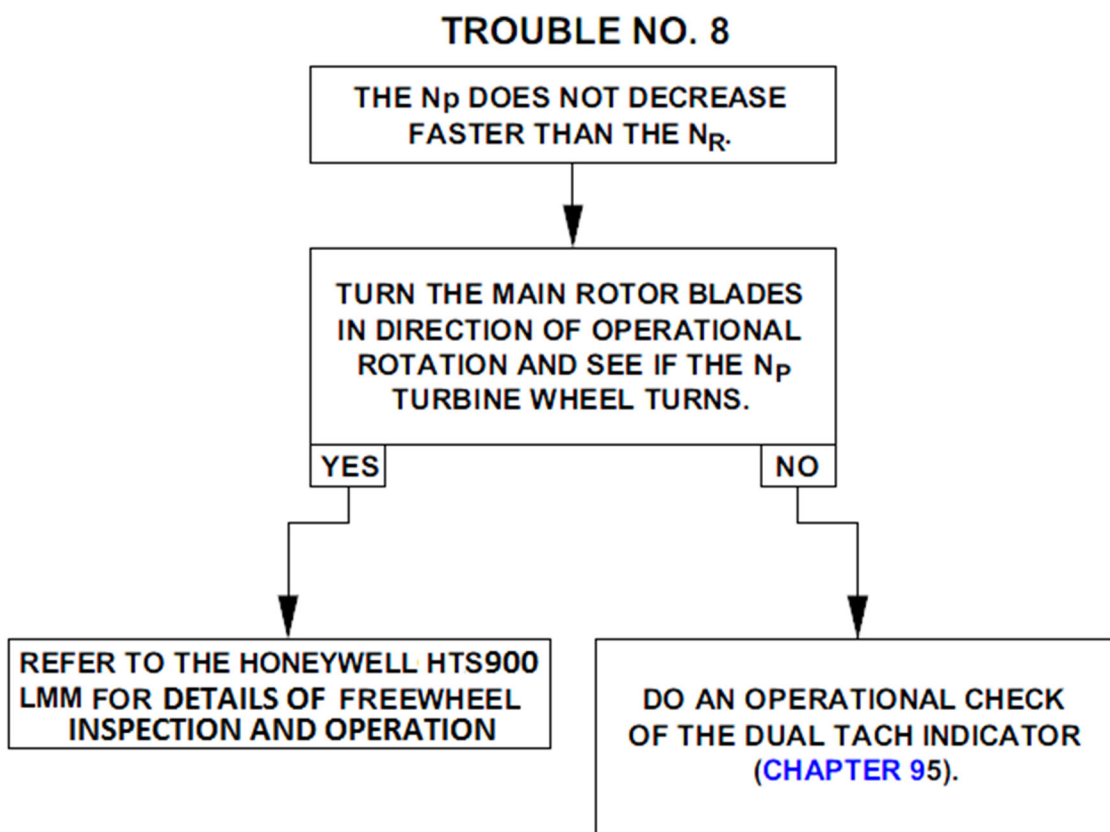 TROUBLE NO. 8
THE Np DOES NOT DECREASE
FASTER THAN THE NR.
TURN THE MAIN ROTOR BLADES
IN DIRECTION OF OPERATIONAL
ROTATION AND SEE IF THE NP
TURBINE WHEEL TURNS.
YES
NO
REFER TO THE HONEYWELL HTS900
LMM FOR DETAILS OF FREEWHEEL
INSPECTION AND OPERATION
DO AN OPERATIONAL CHECK
OF THE DUAL TACH INDICATOR
(CHAPTER 95).